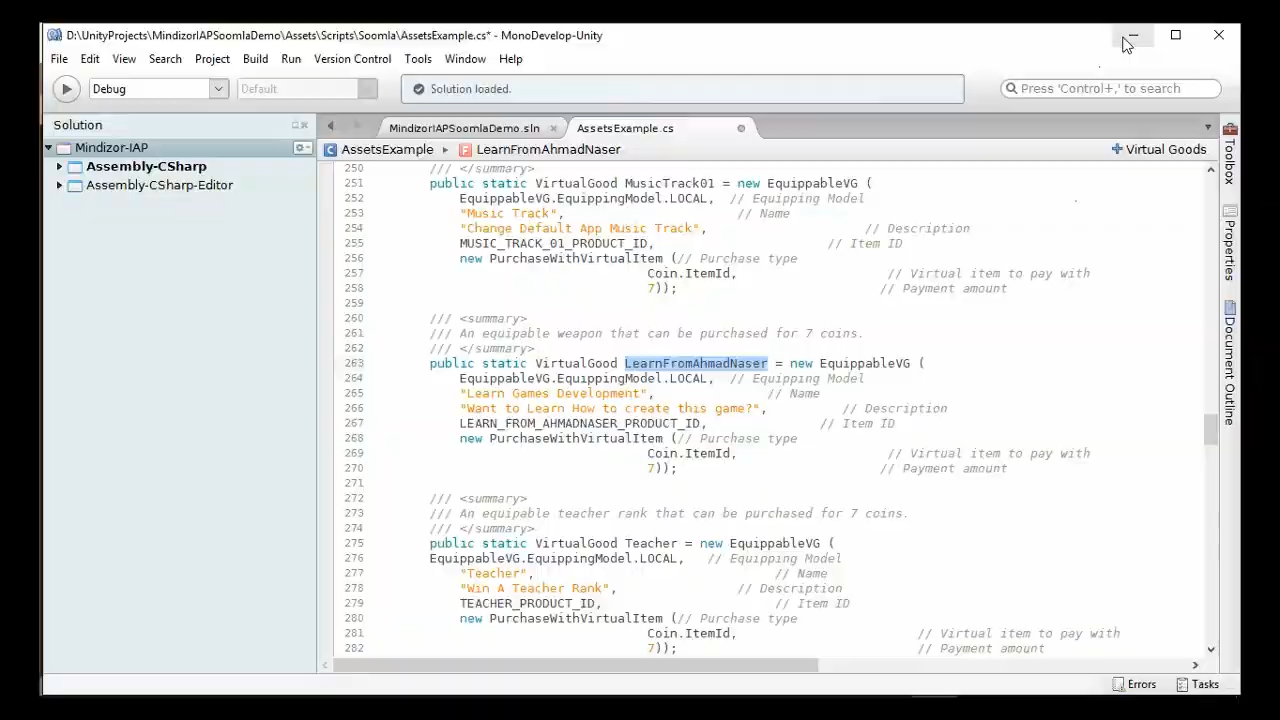 D:\UnityProjects\MindizorIAPSoomlaDemo\Assets\Scripts\Soomla\AssetsExample.cs* - MonoDevelop-Unity
File Edit View Search Project Build Run Version Control Tools Window Help
Debug Default Solution loaded. Press 'Control+,' to search
Solution MindizorIAPSoomlaDemo.sln AssetsExample.cs
Mindizor-IAP AssetsExample LearnFromAhmadNaser Virtual Goods
Assembly-CSharp
Assembly-CSharp-Editor
250 /// </summary>
251 public static VirtualGood MusicTrack01 = new EquippableVG (
252 EquippableVG.EquippingModel.LOCAL, // Equipping Model
253 "Music Track", // Name
254 "Change Default App Music Track", // Description
255 MUSIC_TRACK_01_PRODUCT_ID, // Item ID
256 new PurchaseWithVirtualItem (// Purchase type
257 Coin.ItemId, // Virtual item to pay with
258 7)); // Payment amount
259
260 /// <summary>
261 /// An equipable weapon that can be purchased for 7 coins.
262 /// </summary>
263 public static VirtualGood LearnFromAhmadNaser = new EquippableVG (
264 EquippableVG.EquippingModel.LOCAL, // Equipping Model
265 "Learn Games Development", // Name
266 "Want to Learn How to create this game?", // Description
267 LEARN_FROM_AHMADNASER_PRODUCT_ID, // Item ID
268 new PurchaseWithVirtualItem (// Purchase type
269 Coin.ItemId, // Virtual item to pay with
270 7)); // Payment amount
271
272 /// <summary>
273 /// An equipable teacher rank that can be purchased for 7 coins.
274 /// </summary>
275 public static VirtualGood Teacher = new EquippableVG (
276 EquippableVG.EquippingModel.LOCAL, // Equipping Model
277 "Teacher", // Name
278 "Win A Teacher Rank", // Description
279 TEACHER_PRODUCT_ID, // Item ID
280 new PurchaseWithVirtualItem (// Purchase type
281 Coin.ItemId, // Virtual item to pay with
282 7)); // Payment amount
Toolbox
Properties
Document Outline
Errors Tasks